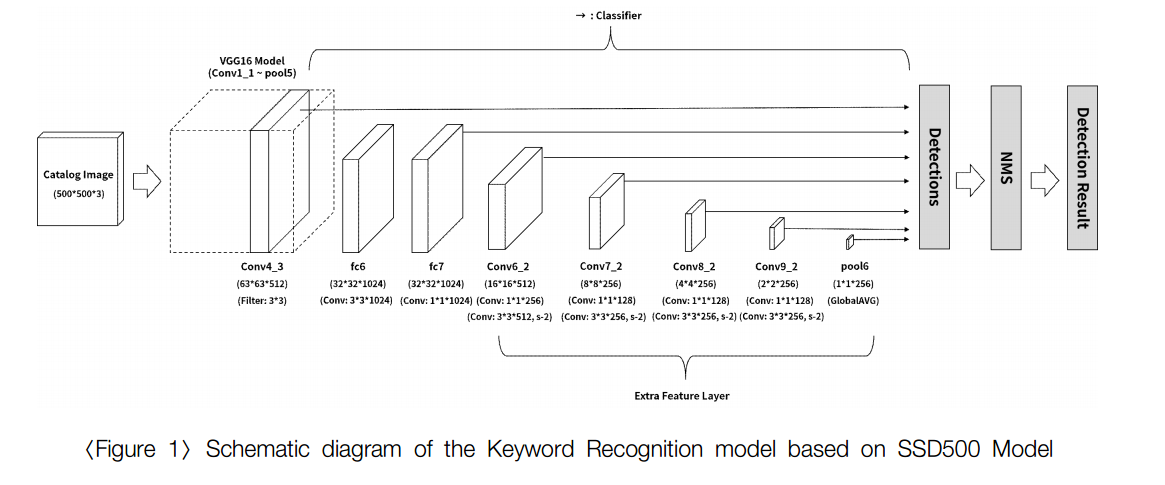 → : Classifier
VGG16 Model
(Conv1_1 ~ pool5)
Catalog Image
(500*500*3)
Detections
NMS
Detection Result
Conv4_3
(63*63*512)
(Filter: 3*3)
fc6
(32*32*1024)
(Conv: 3*3*1024)
fc7
(32*32*1024)
(Conv: 1*1*1024)
Conv6_2
(16*16*512)
(Conv: 1*1*256)
(Conv: 3*3*512, s-2)
Conv7_2
(8*8*256)
(Conv: 1*1*128)
(Conv: 3*3*256, s-2)
Conv8_2
(4*4*256)
(Conv: 1*1*128)
(Conv: 3*3*256, s-2)
Conv9_2
(2*2*256)
(Conv: 1*1*128)
(Conv: 3*3*256, s-2)
pool6
(1*1*256)
(GlobalAVG)
Extra Feature Layer
〈Figure 1〉 Schematic diagram of the Keyword Recognition model based on SSD500 Model